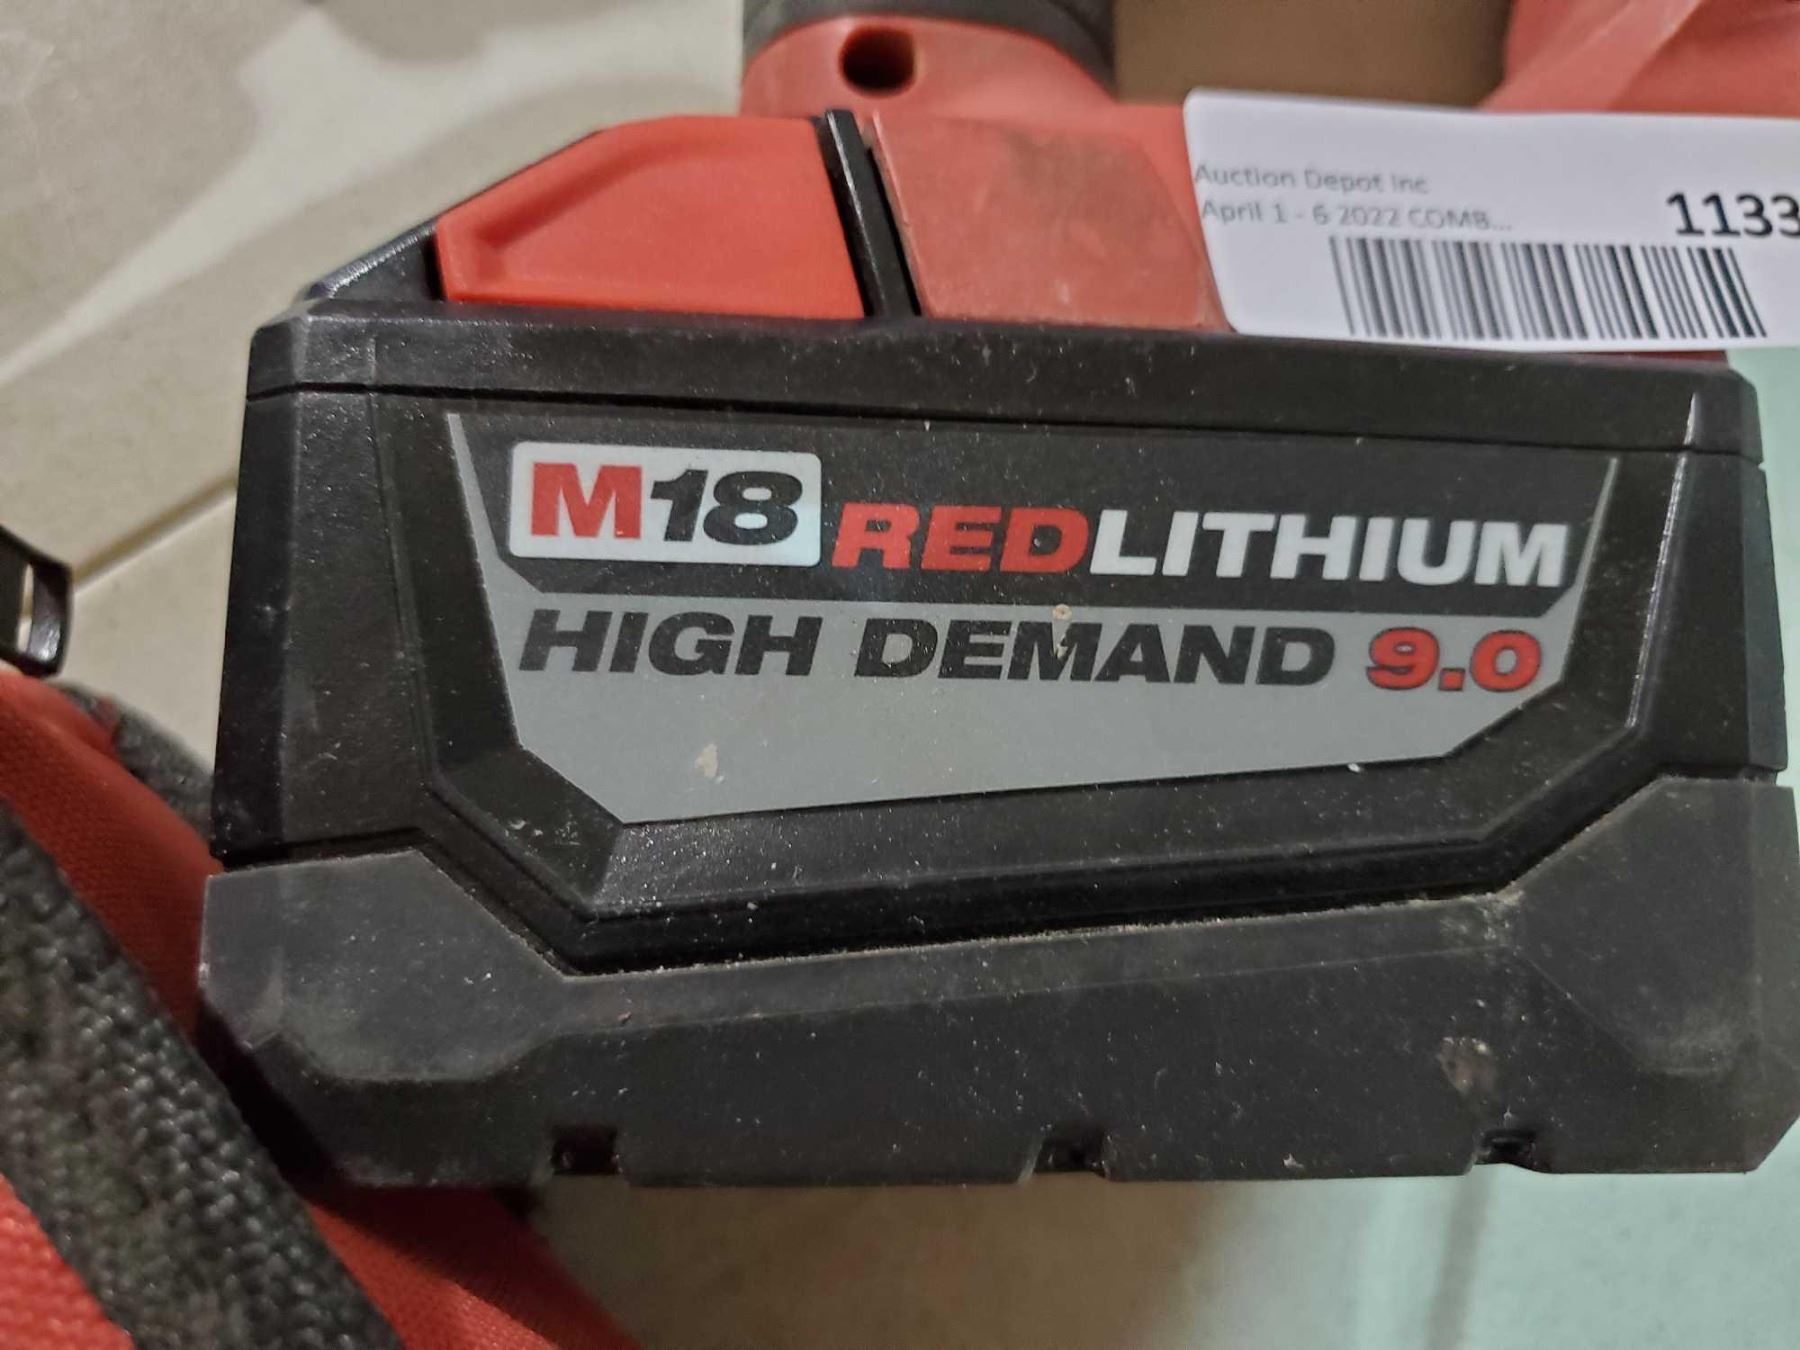 Auction Depot Inc
April 1 - 6 2022 COMB...
1133
M18 REDLITHIUM
HIGH DEMAND 9.0